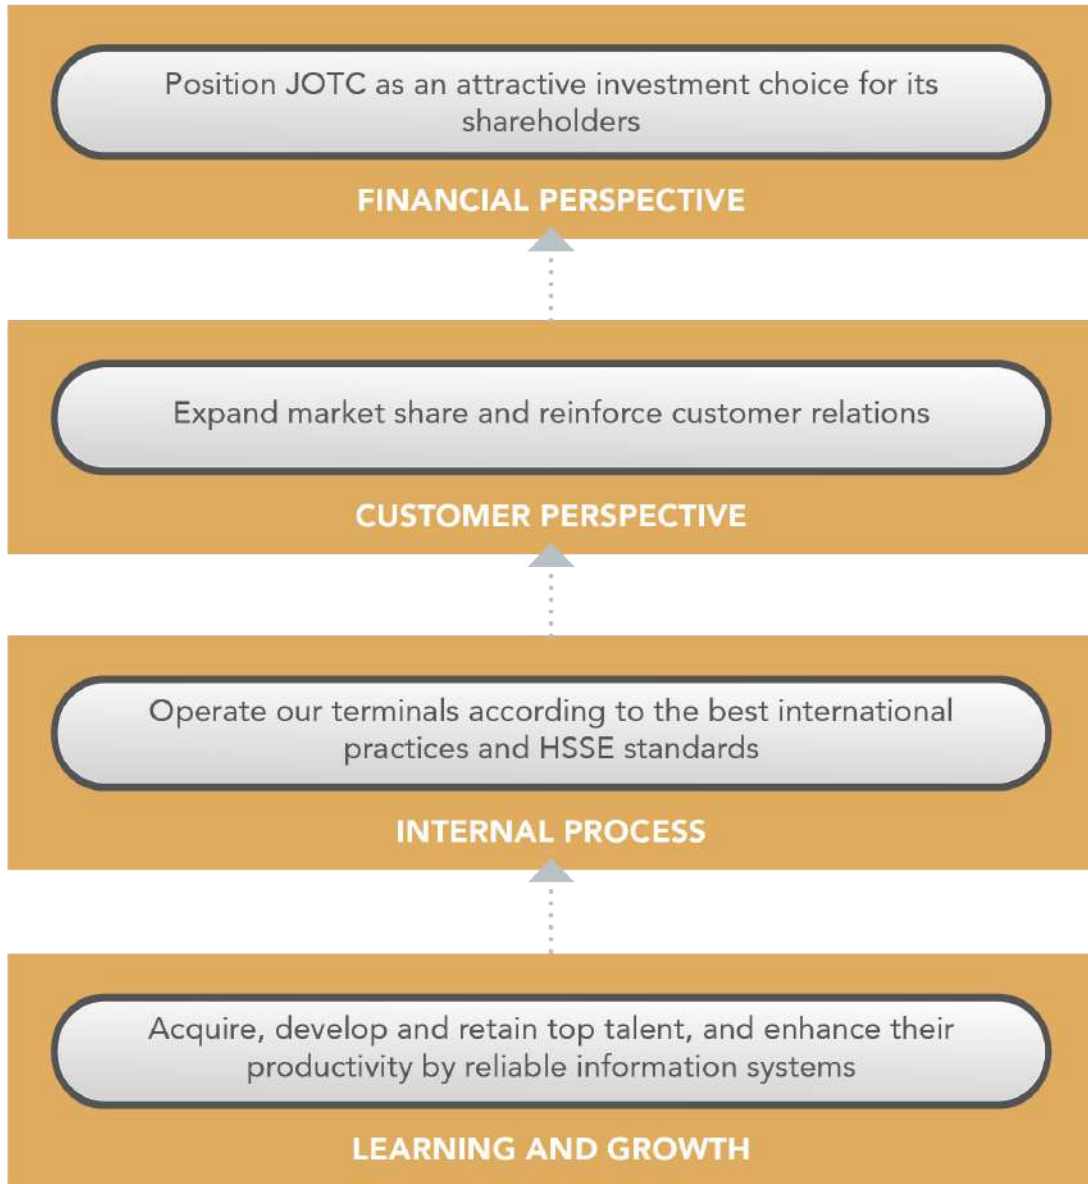 Position JOTC as an attractive investment choice for its
shareholders
FINANCIAL PERSPECTIVE
Expand market share and reinforce customer relations
CUSTOMER PERSPECTIVE
Operate our terminals according to the best international
practices and HSSE standards
INTERNAL PROCESS
Acquire, develop and retain top talent, and enhance their
productivity by reliable information systems
LEARNING AND GROWTH